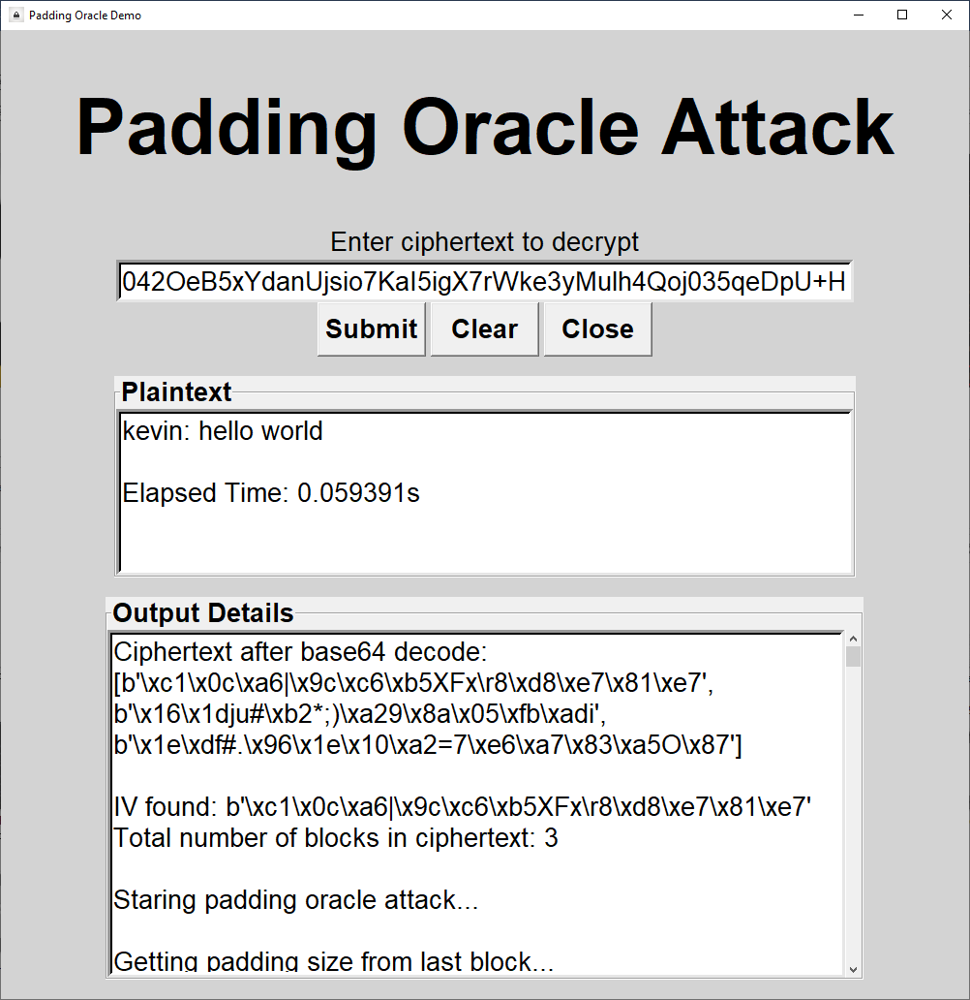 Padding Oracle Demo
Padding Oracle Attack
Enter ciphertext to decrypt
042OeB5xYdanUjsio7KaI5igX7rWke3yMulh4Qoj035qeDpU+H
Submit Clear Close
Plaintext
kevin: hello world
Elapsed Time: 0.059391s
Output Details
Ciphertext after base64 decode:
[b'\xc1\x0c\xa6|\x9c\xc6\xb5XFx\r8\xd8\xe7\x81\xe7',
b'\x16\x1dju#\xb2*;)\xa29\x8a\x05\xfb\xadi',
b'\x1e\xdf#.\x96\x1e\x10\xa2=7\xe6\xa7\x83\xa5O\x87']
IV found: b'\xc1\x0c\xa6|\x9c\xc6\xb5XFx\r8\xd8\xe7\x81\xe7'
Total number of blocks in ciphertext: 3
Staring padding oracle attack...
Getting padding size from last block...